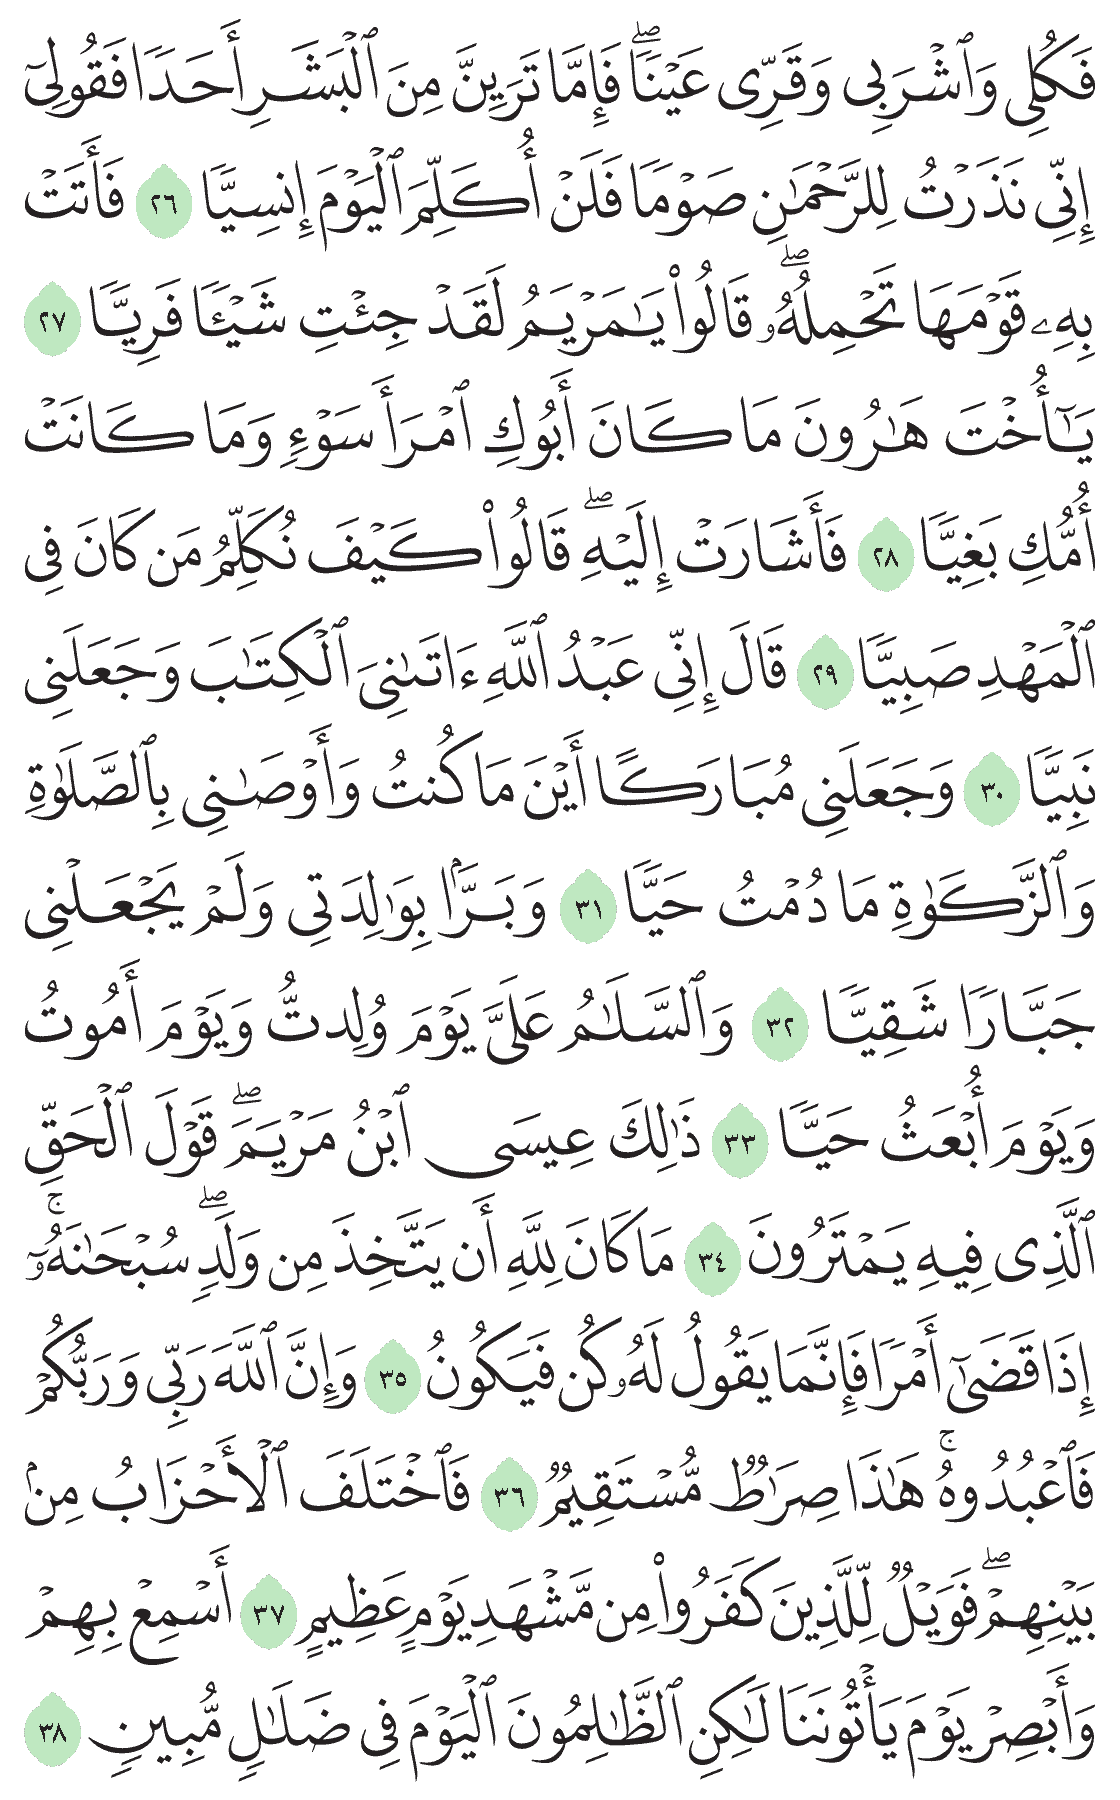 فَكُلِى وَٱشْرَبِى وَقَرِّى عَيْنًۭا ۖ فَإِمَّا تَرَيِنَّ مِنَ ٱلْبَشَرِ أَحَدًۭا فَقُولِىٓ
إِنِّى نَذَرْتُ لِلرَّحْمَـٰنِ صَوْمًۭا فَلَنْ أُكَلِّمَ ٱلْيَوْمَ إِنسِيًّۭا ٢٦ فَأَتَتْ
بِهِۦ قَوْمَهَا تَحْمِلُهُۥ ۖ قَالُوا۟ يَـٰمَرْيَمُ لَقَدْ جِئْتِ شَيْـًۭٔا فَرِيًّۭا ٢٧
يَـٰٓأُخْتَ هَـٰرُونَ مَا كَانَ أَبُوكِ ٱمْرَأَ سَوْءٍۢ وَمَا كَانَتْ
أُمُّكِ بَغِيًّۭا ٢٨ فَأَشَارَتْ إِلَيْهِ ۖ قَالُوا۟ كَيْفَ نُكَلِّمُ مَن كَانَ فِى
ٱلْمَهْدِ صَبِيًّۭا ٢٩ قَالَ إِنِّى عَبْدُ ٱللَّهِ ءَاتَىٰنِىَ ٱلْكِتَـٰبَ وَجَعَلَنِى
نَبِيًّۭا ٣٠ وَجَعَلَنِى مُبَارَكًا أَيْنَ مَا كُنتُ وَأَوْصَـٰنِى بِٱلصَّلَوٰةِ
وَٱلزَّكَوٰةِ مَا دُمْتُ حَيًّۭا ٣١ وَبَرًّۢا بِوَٰلِدَتِى وَلَمْ يَجْعَلْنِى
جَبَّارًۭا شَقِيًّۭا ٣٢ وَٱلسَّلَـٰمُ عَلَىَّ يَوْمَ وُلِدتُّ وَيَوْمَ أَمُوتُ
وَيَوْمَ أُبْعَثُ حَيًّۭا ٣٣ ذَٰلِكَ عِيسَى ٱبْنُ مَرْيَمَ ۖ قَوْلَ ٱلْحَقِّ
ٱلَّذِى فِيهِ يَمْتَرُونَ ٣٤ مَا كَانَ لِلَّهِ أَن يَتَّخِذَ مِن وَلَدٍۢ ۖ سُبْحَـٰنَهُۥٓ ۚ
إِذَا قَضَىٰٓ أَمْرًۭا فَإِنَّمَا يَقُولُ لَهُۥ كُن فَيَكُونُ ٣٥ وَإِنَّ ٱللَّهَ رَبِّى وَرَبُّكُمْ
فَٱعْبُدُوهُ ۚ هَـٰذَا صِرَٰطٌۭ مُّسْتَقِيمٌۭ ٣٦ فَٱخْتَلَفَ ٱلْأَحْزَابُ مِنۢ
بَيْنِهِمْ ۖ فَوَيْلٌۭ لِّلَّذِينَ كَفَرُوا۟ مِن مَّشْهَدِ يَوْمٍ عَظِيمٍ ٣٧ أَسْمِعْ بِهِمْ
وَأَبْصِرْ يَوْمَ يَأْتُونَنَا لَـٰكِنِ ٱلظَّـٰلِمُونَ ٱلْيَوْمَ فِى ضَلَـٰلٍۢ مُّبِينٍۢ ٣٨